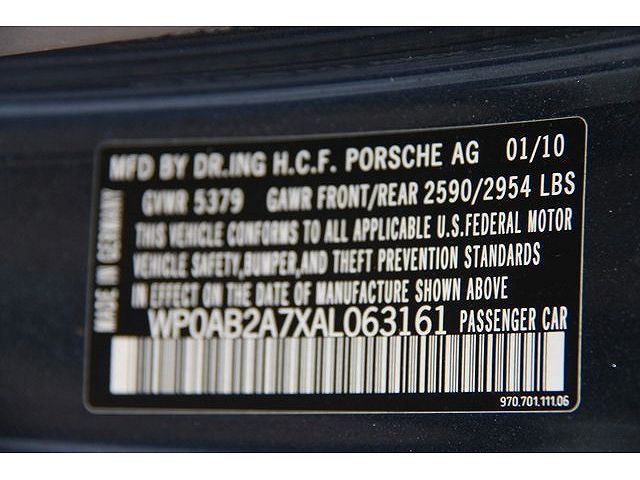 MFD BY DR.ING H.C.F. PORSCHE AG 01/10
GVWR 5379 GAWR FRONT/REAR 2590/2954 LBS
THIS VEHICLE CONFORMS TO ALL APPLICABLE U.S.FEDERAL MOTOR
VEHICLE SAFETY,BUMPER,AND THEFT PREVENTION STANDARDS
IN EFFECT ON THE DATE OF MANUFACTURE SHOWN ABOVE
WP0AB2A7XAL063161 PASSENGER CAR
970.701.111.06
MADE IN GERMANY